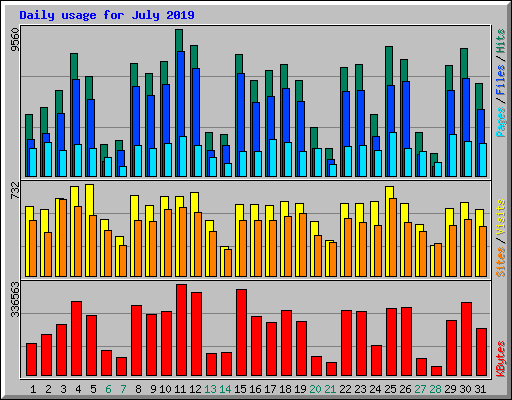 Daily usage for July 2019
9560
Pages / Files / Hits
732
Sites / Visits
336563
KBytes
1 2 3 4 5 6 7 8 9 10 11 12 13 14 15 16 17 18 19 20 21 22 23 24 25 26 27 28 29 30 31